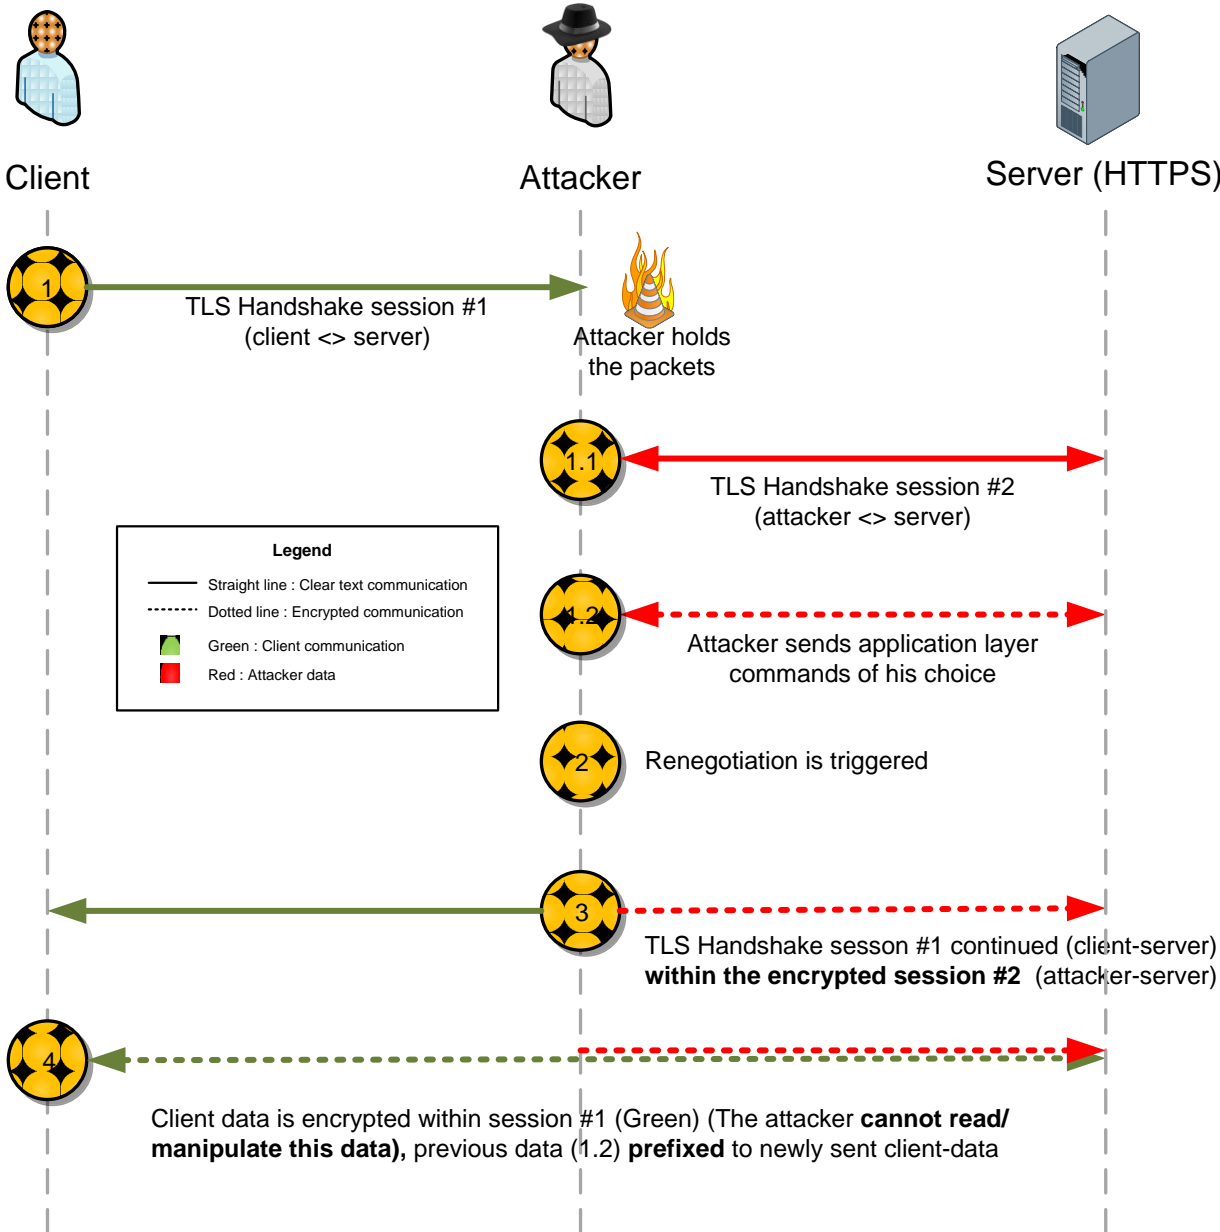 Client
Attacker
Server (HTTPS)
1
TLS Handshake session #1
(client <> server)
Attacker holds
the packets
1.1
TLS Handshake session #2
(attacker <> server)
Legend
Straight line : Clear text communication
Dotted line : Encrypted communication
Green : Client communication
Red : Attacker data
1.2
Attacker sends application layer
commands of his choice
2
Renegotiation is triggered
3
TLS Handshake sesson #1 continued (client-server)
within the encrypted session #2 (attacker-server)
4
Client data is encrypted within session #1 (Green) (The attacker cannot read/
manipulate this data), previous data (1.2) prefixed to newly sent client-data